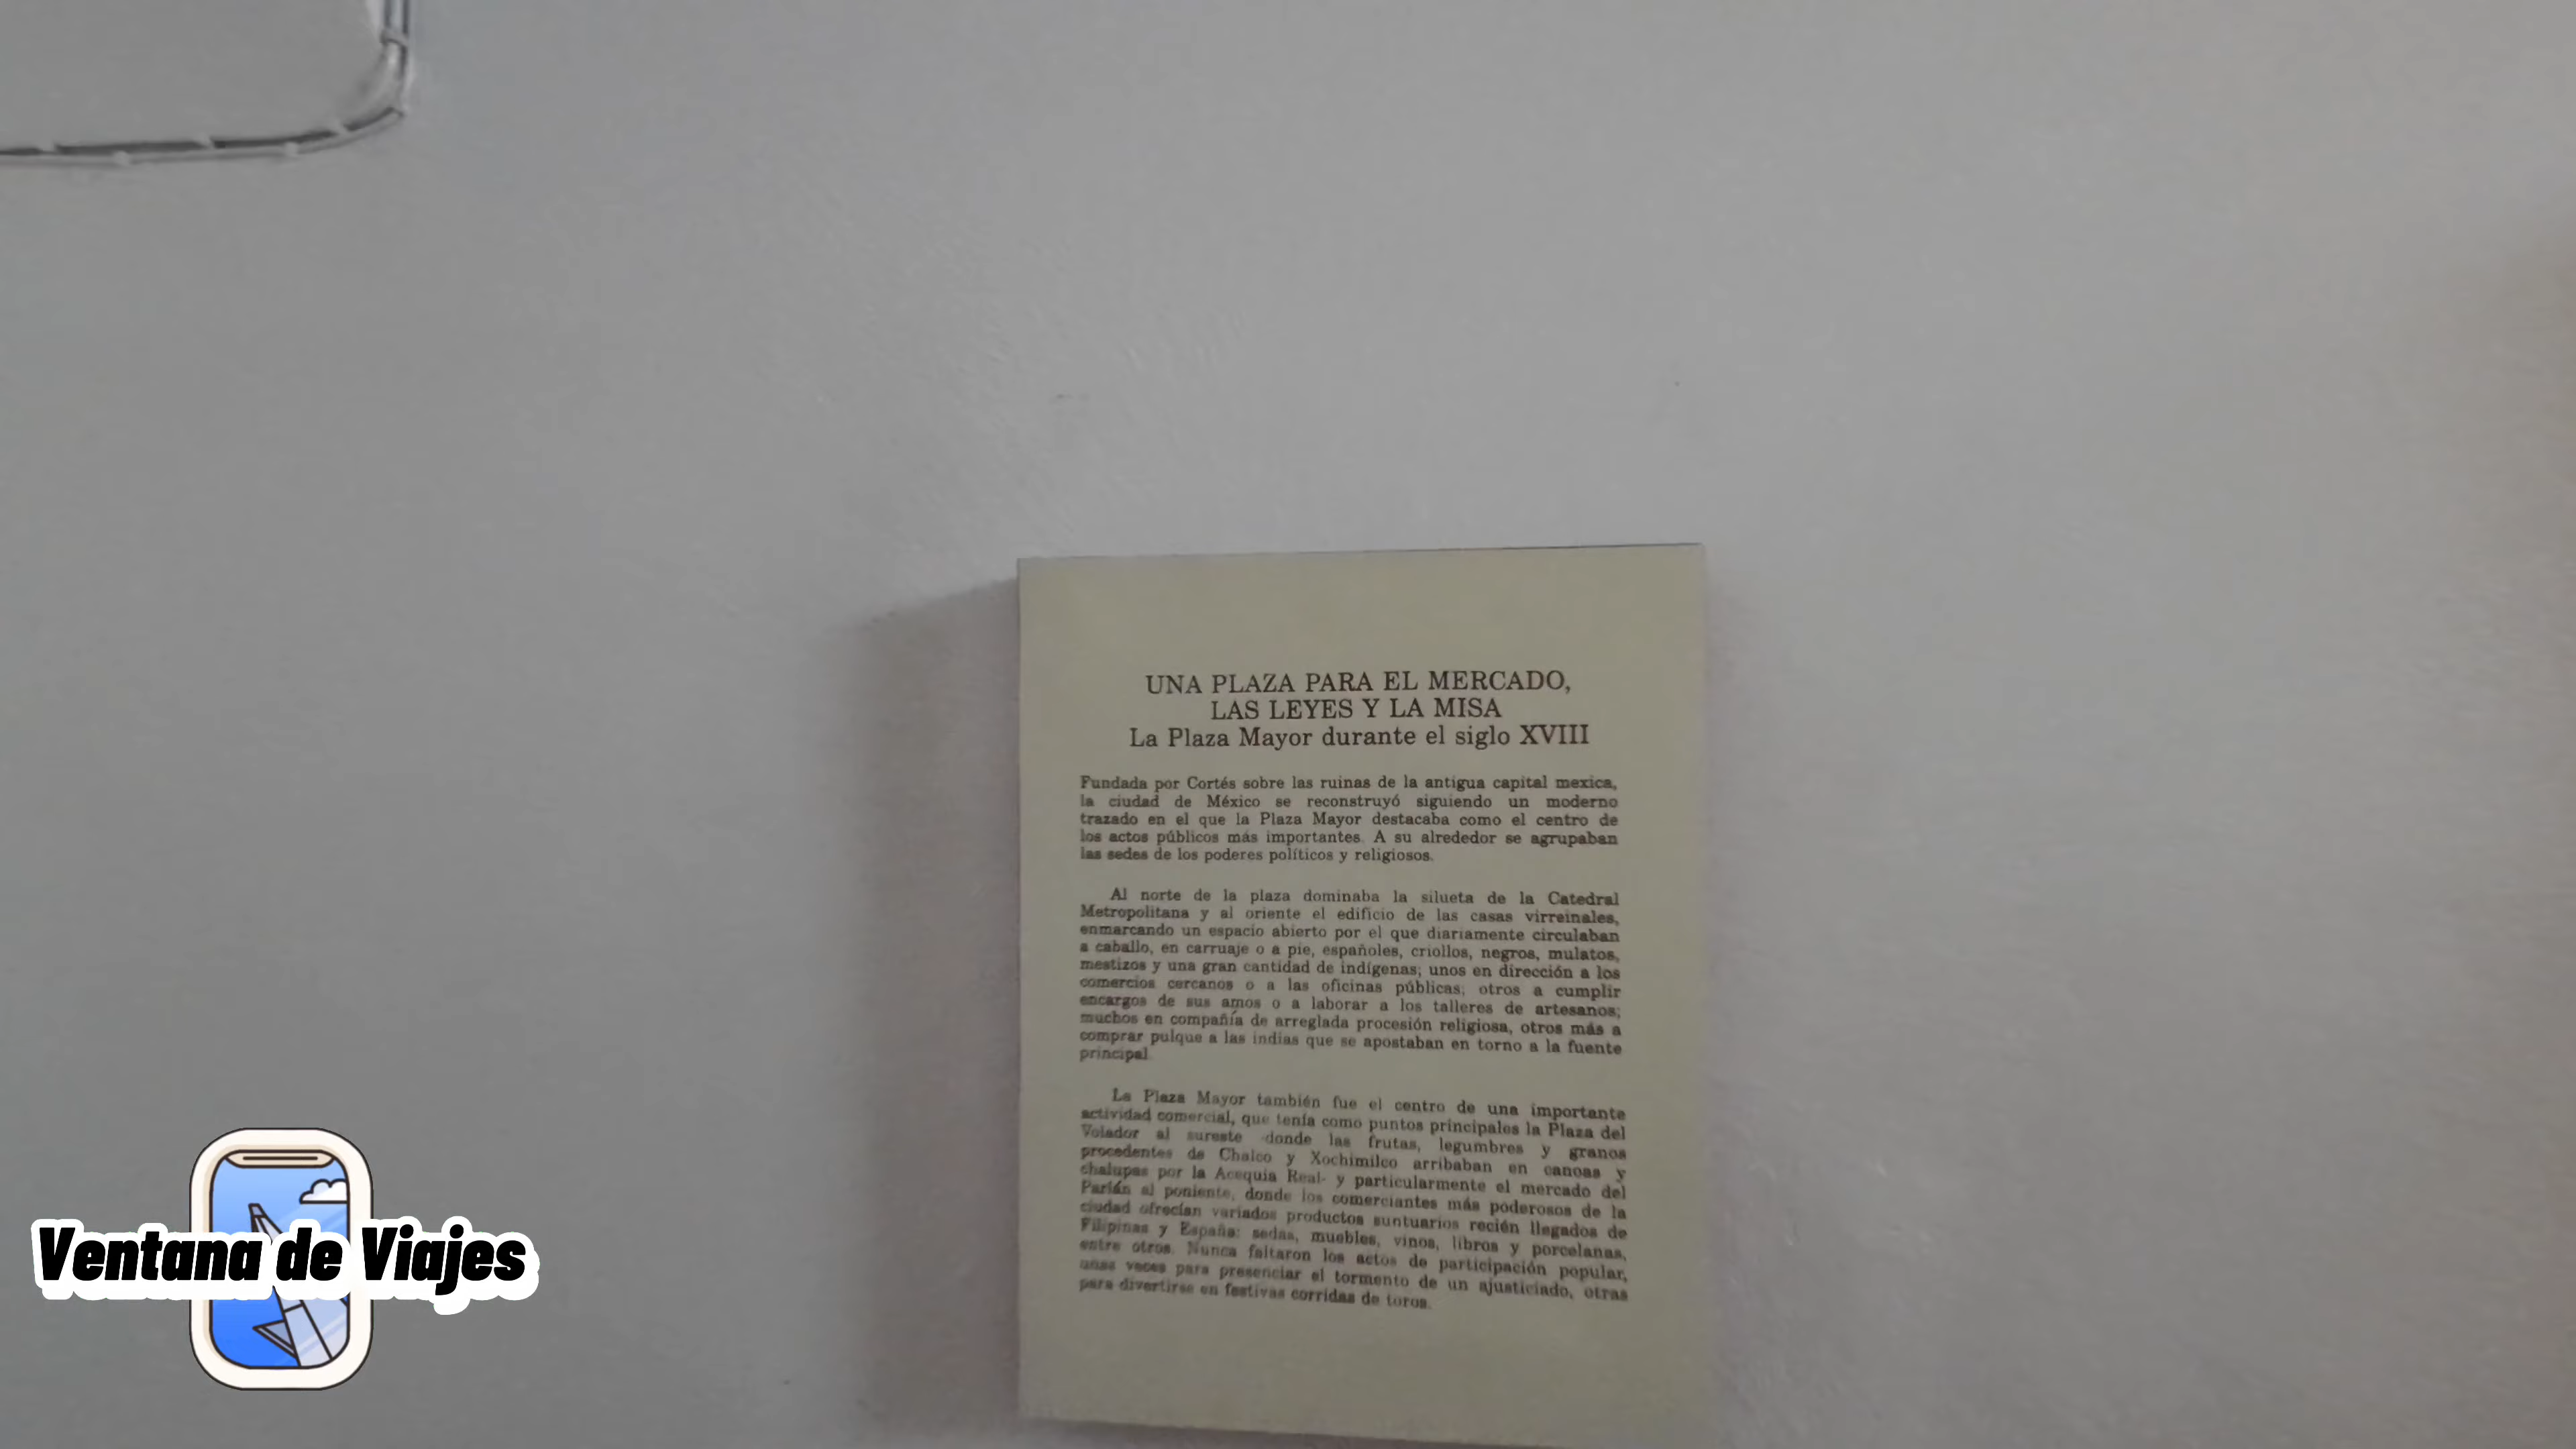 UNA PLAZA PARA EL MERCADO,
LAS LEYES Y LA MISA
La Plaza Mayor durante el siglo XVIII
Fundada por Cortés sobre las ruinas de la antigua capital mexica,
la ciudad de México se reconstruyó siguiendo un moderno
trazado en el que la Plaza Mayor destacaba como el centro de
los actos públicos más importantes. A su alrededor se agrupaban
las sedes de los poderes políticos y religiosos.
Al norte de la plaza dominaba la silueta de la Catedral
Metropolitana y al oriente el edificio de las casas virreinales,
enmarcando un espacio abierto por el que diariamente circulaban
a caballo, en carruaje o a pie, españoles, criollos, negros, mulatos,
mestizos y una gran cantidad de indígenas; unos en dirección a los
comercios cercanos o a las oficinas públicas; otros a cumplir
encargos de sus amos o a laborar a los talleres de artesanos;
muchos en compañía de arreglada procesión religiosa, otros más a
comprar pulque a las indias que se apostaban en torno a la fuente
principal.
La Plaza Mayor también fue el centro de una importante
actividad comercial, que tenía como puntos principales la Plaza del
Volador al sureste -donde las frutas, legumbres y granos
procedentes de Chalco y Xochimilco arribaban en canoas y
chalupas por la Acequia Real- y particularmente el mercado del
Parián al poniente, donde los comerciantes más poderosos de la
ciudad ofrecían variados productos suntuarios recién llegados de
Filipinas y España: sedas, muebles, vinos, libros y porcelanas,
entre otros. Nunca faltaron los actos de participación popular,
unas veces para presenciar el tormento de un ajusticiado, otras
para divertirse en festivas corridas de toros.
Ventana de Viajes